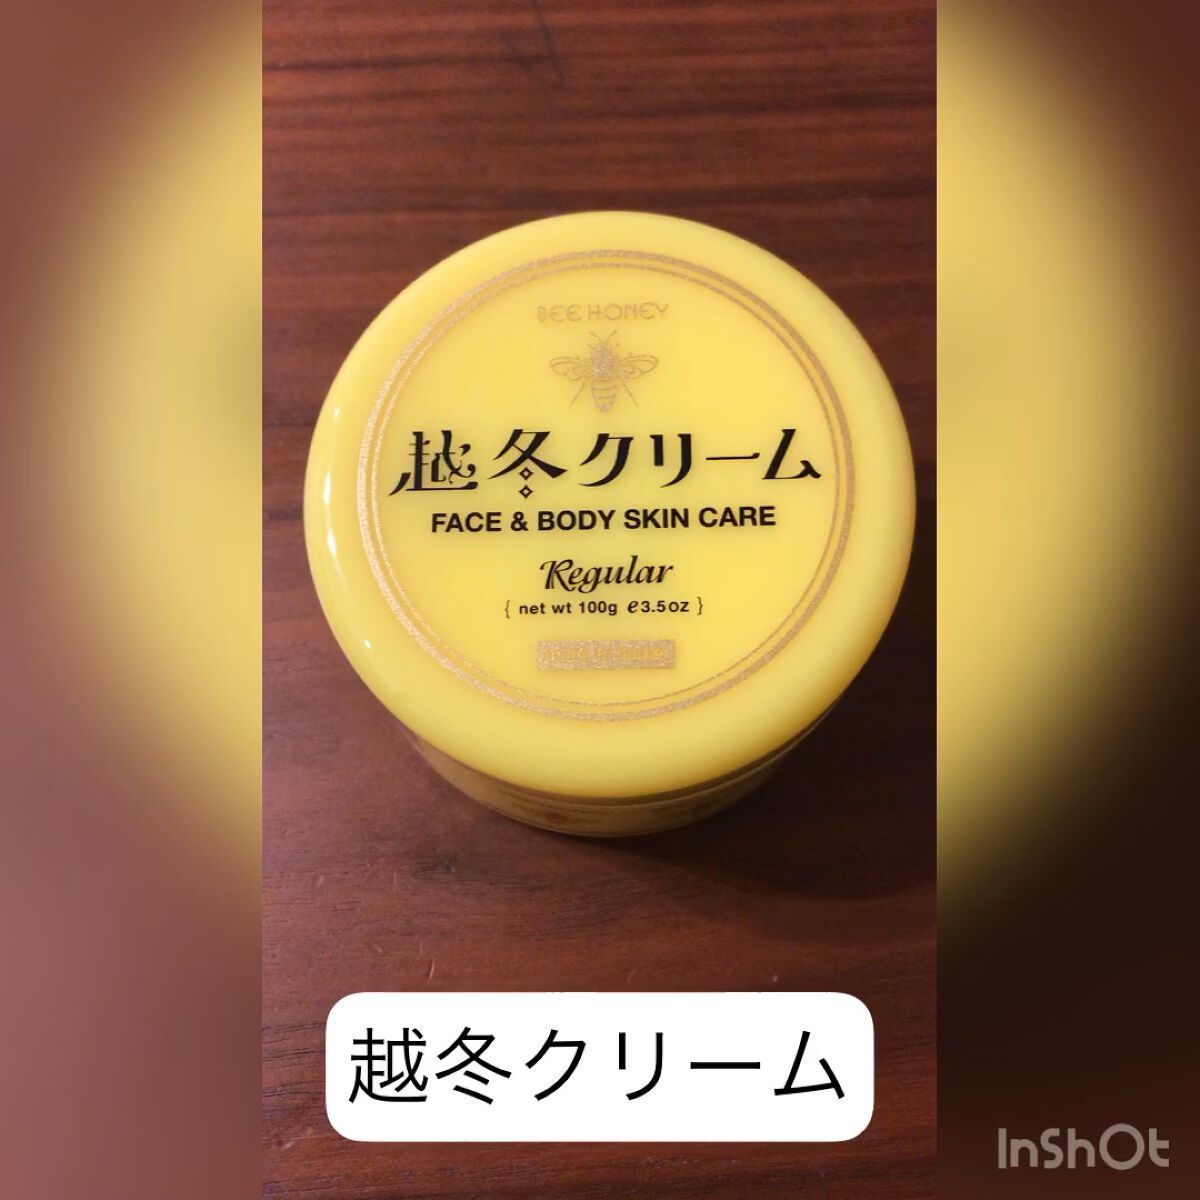 BEE HONEY
越冬クリーム
FACE & BODY SKIN CARE
Regular
{ net wt 100g e3.5oz }
越冬クリーム
InShOt